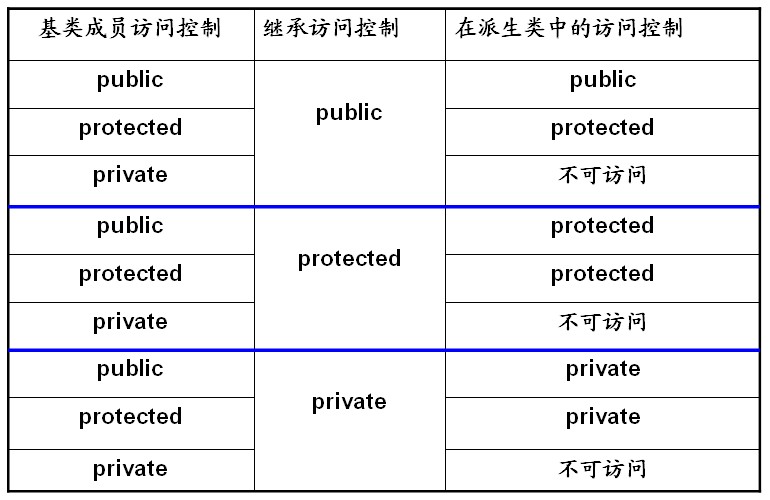 基类成员访问控制 继承访问控制 在派生类中的访问控制
public public public
protected protected
private 不可访问
public protected protected
protected protected
private 不可访问
public private private
protected private
private 不可访问